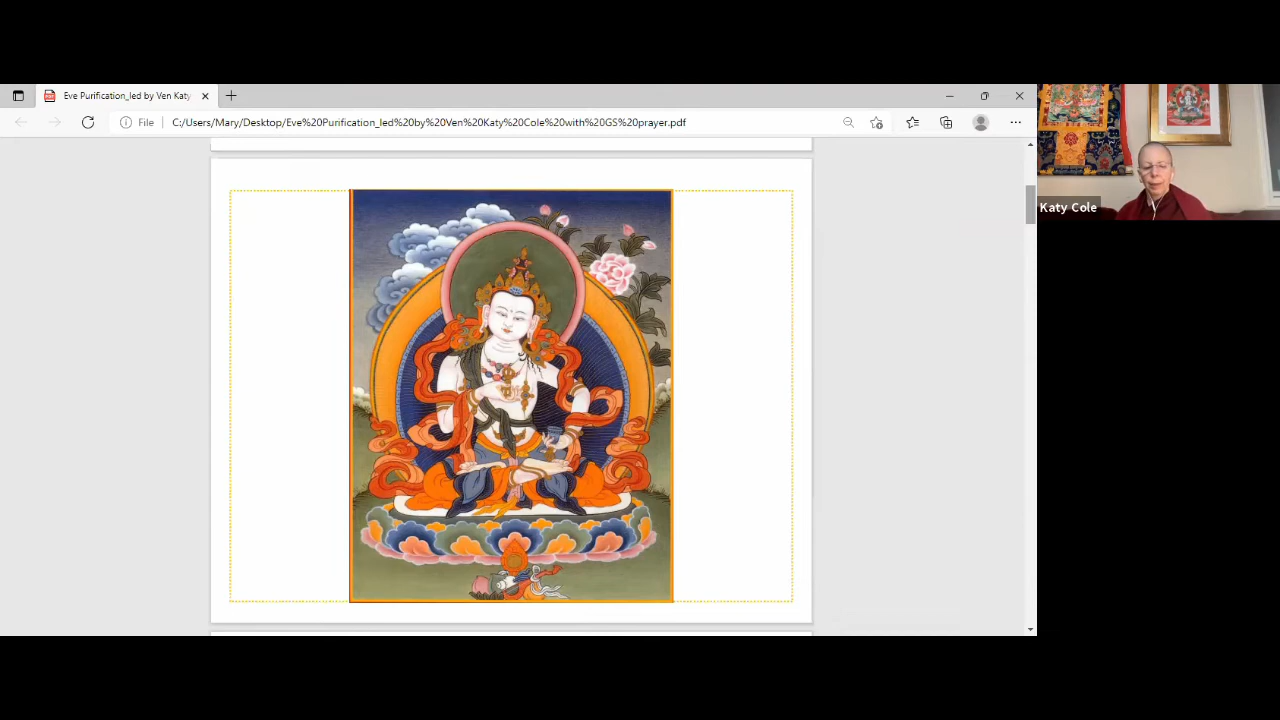 Eve Purification_led by Ven Katy
File
C:/Users/Mary/Desktop/Eve%20Purification_led%20by%20Ven%20Katy%20Cole%20with%20GS%20prayer.pdf
Katy Cole